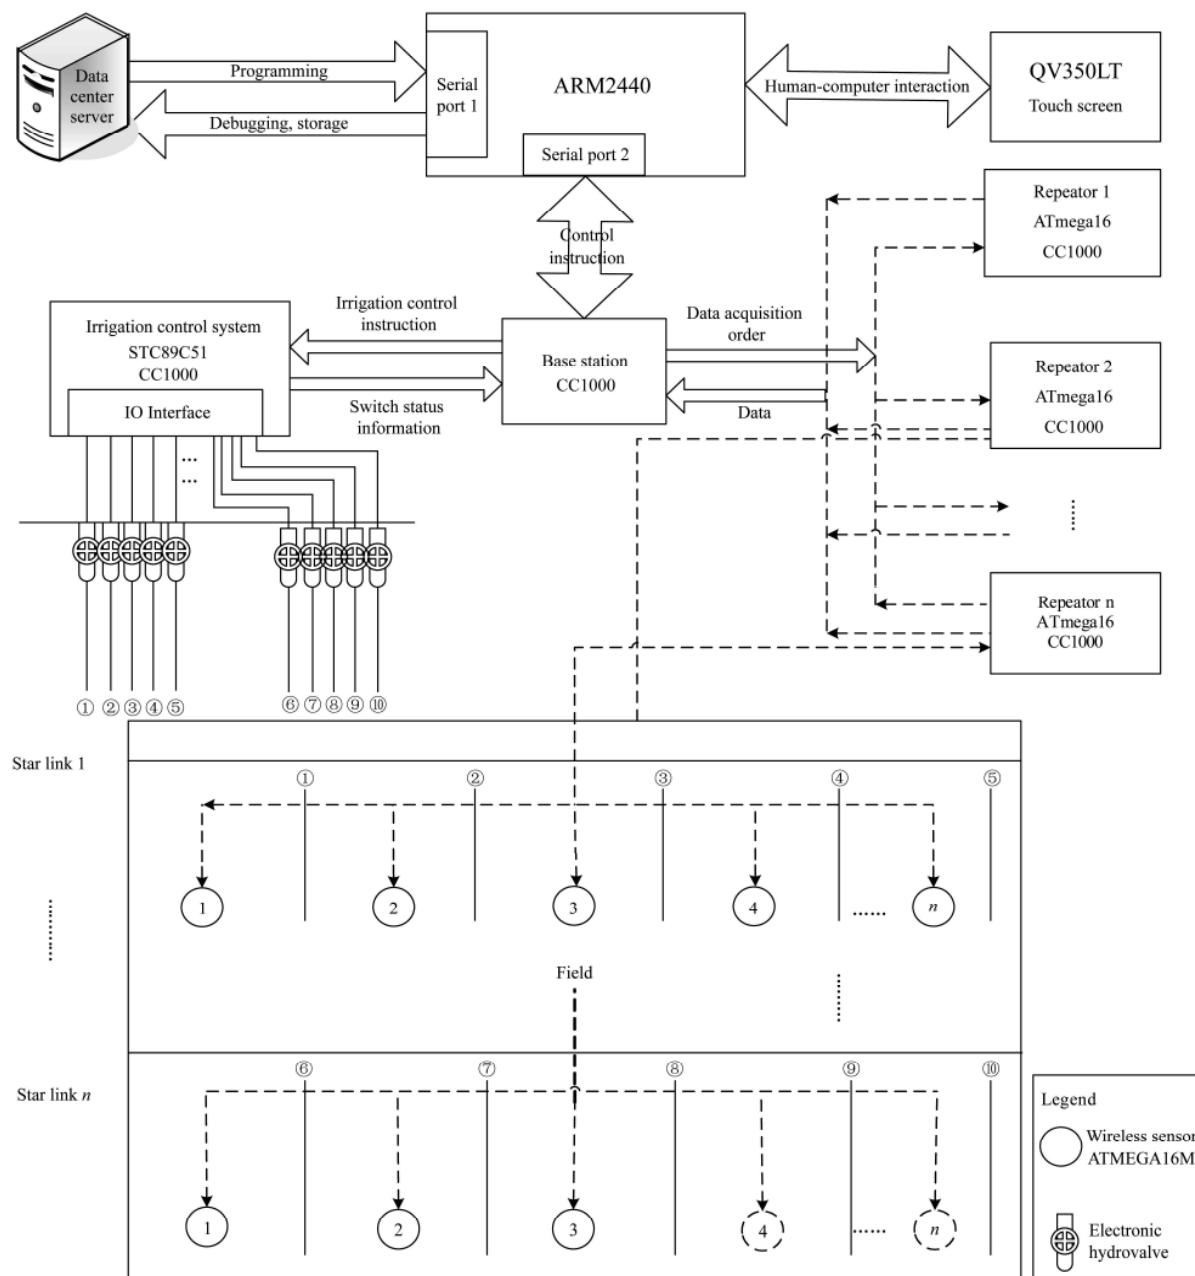 Data
center
server
Programming
Debugging, storage
Serial
port 1
ARM2440
Serial port 2
Human-computer interaction
QV350LT
Touch screen
Control
instruction
Repeator 1
ATmega16
CC1000
Irrigation control system
STC89C51
CC1000
IO Interface
Irrigation control
instruction
Switch status
information
Base station
CC1000
Data acquisition
order
Data
Repeator 2
ATmega16
CC1000
...
...
......
Repeator n
ATmega16
CC1000
① ② ③ ④ ⑤ ⑥ ⑦ ⑧ ⑨ ⑩
Star link 1
① ② ③ ④ ⑤
1 2 3 4 ...... n
Field
Star link n
⑥ ⑦ ⑧ ⑨ ⑩
1 2 3 4 ...... n
Legend
Wireless sensor
ATMEGA16M
Electronic
hydrovalve